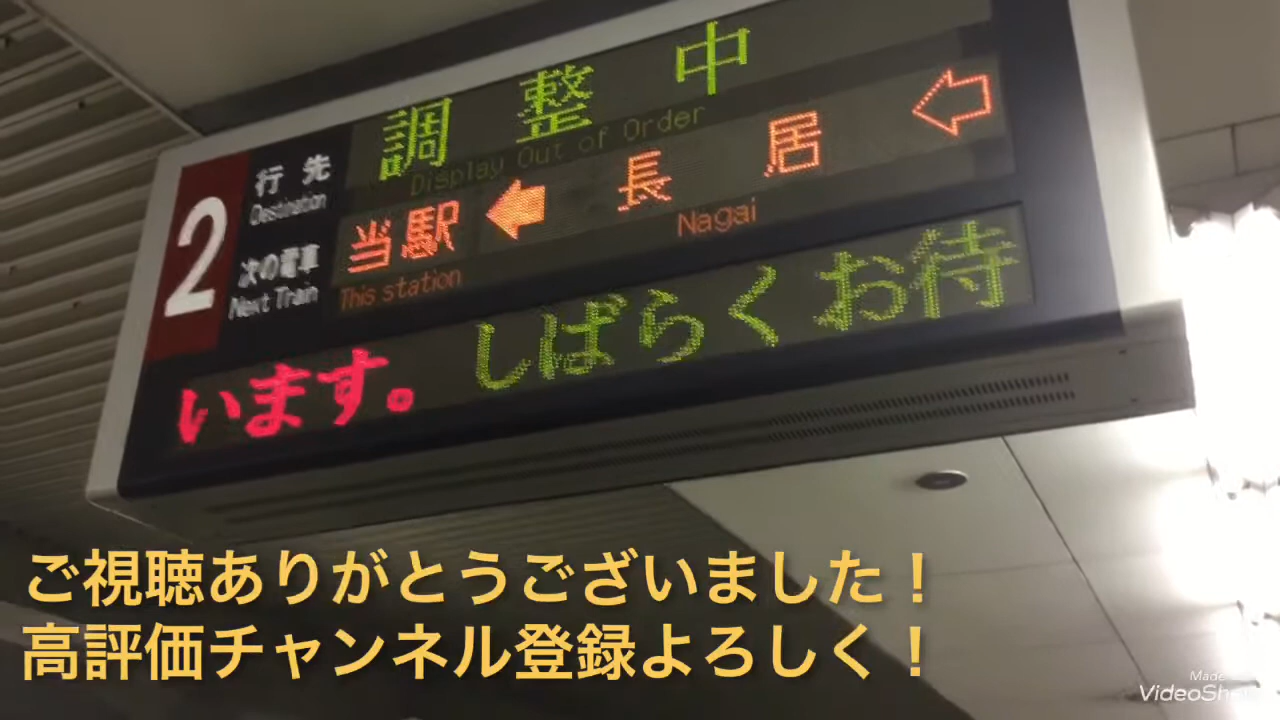 調整中
Display Out of Order
2
行先
Destination
次の電車
Next Train
当駅
This station
長居
Nagai
います。 しばらくお待
ご視聴ありがとうございました！
高評価チャンネル登録よろしく！